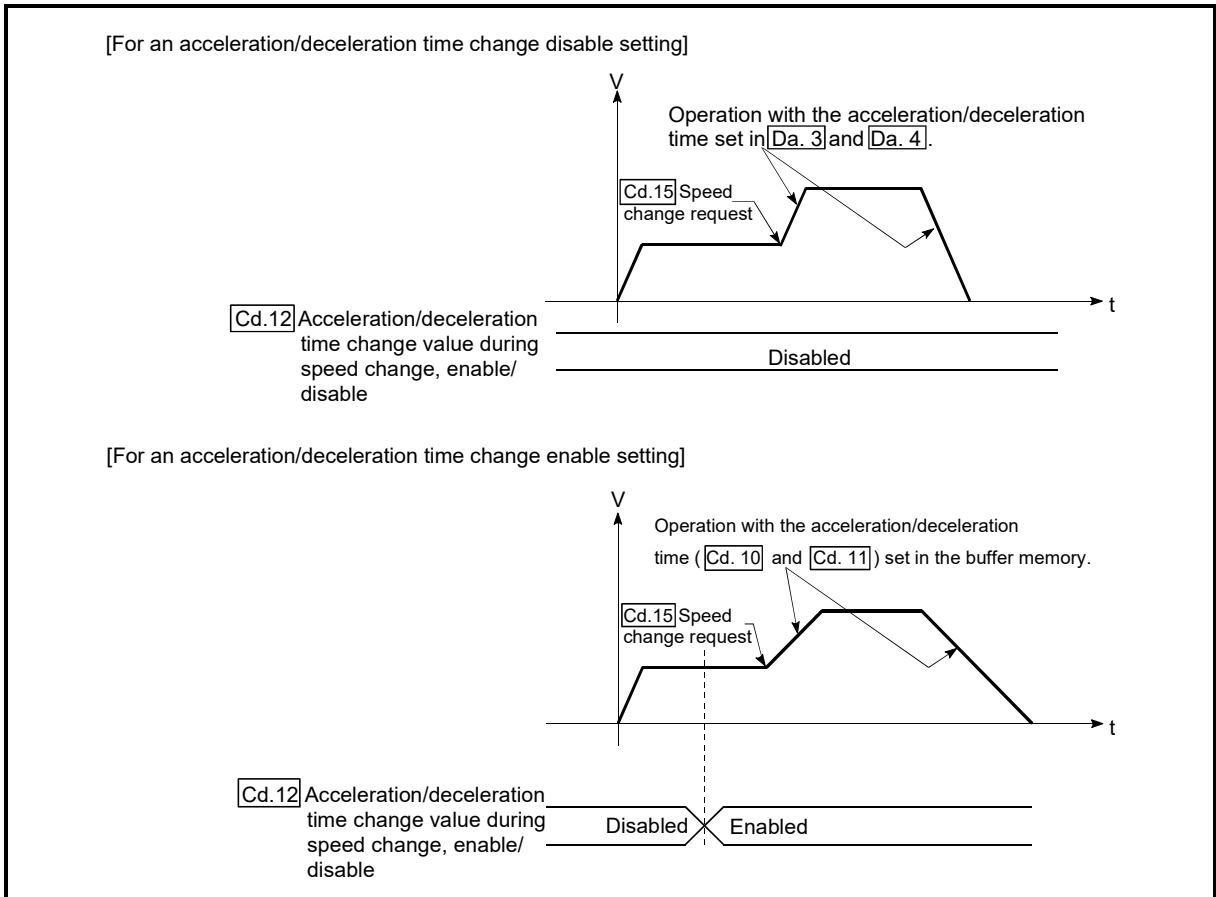 [For an acceleration/deceleration time change disable setting]
V
Operation with the acceleration/deceleration
time set in Da. 3 and Da. 4 .
Cd.15 Speed
change request
t
Cd.12 Acceleration/deceleration
time change value during
speed change, enable/
disable
Disabled
[For an acceleration/deceleration time change enable setting]
V
Operation with the acceleration/deceleration
time ( Cd. 10 and Cd. 11 ) set in the buffer memory.
Cd.15 Speed
change request
t
Cd.12 Acceleration/deceleration
time change value during
speed change, enable/
disable
Disabled
Enabled